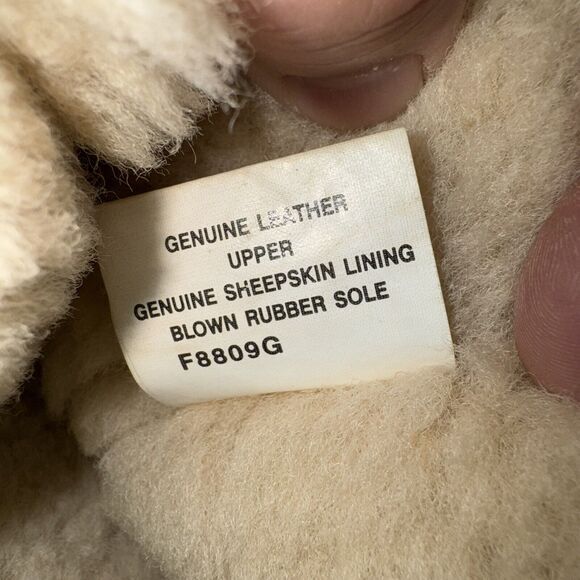 GENUINE LEATHER
UPPER
GENUINE SHEEPSKIN LINING
BLOWN RUBBER SOLE
F8809G